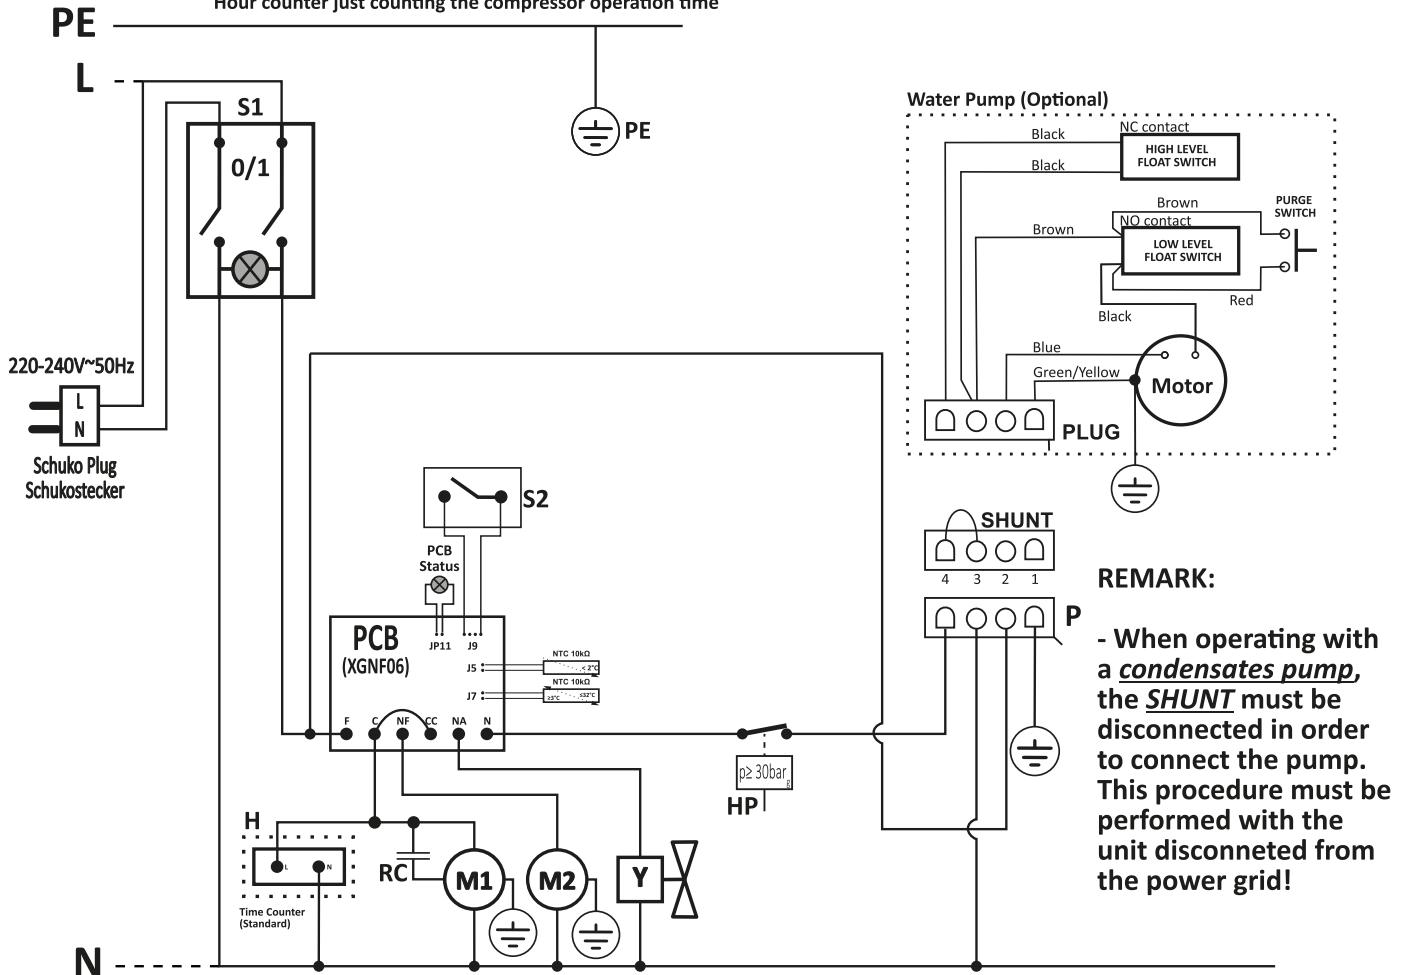 Hour counter just counting the compressor operation time
PE
L
S1
0/1
PE
220-240V~50Hz
L
N
Schuko Plug
Schukostecker
Water Pump (Optional)
Black
NC contact
HIGH LEVEL
FLOAT SWITCH
Black
Brown
PURGE
SWITCH
NO contact
Brown
LOW LEVEL
FLOAT SWITCH
Red
Black
Blue
Green/Yellow
Motor
PLUG
S2
PCB
Status
PCB
(XGNF06)
JP11 J9
J5
NTC 10kΩ
< 2°C
J7
NTC 10kΩ
≥3°C ≤32°C
F C NF CC NA N
SHUNT
4 3 2 1
P
p≥ 30bar
HP
REMARK:
- When operating with
a condensates pump,
the SHUNT must be
disconnected in order
to connect the pump.
This procedure must be
performed with the
unit disconneted from
the power grid!
H
L N
Time Counter
(Standard)
RC
M1
M2
Y
N